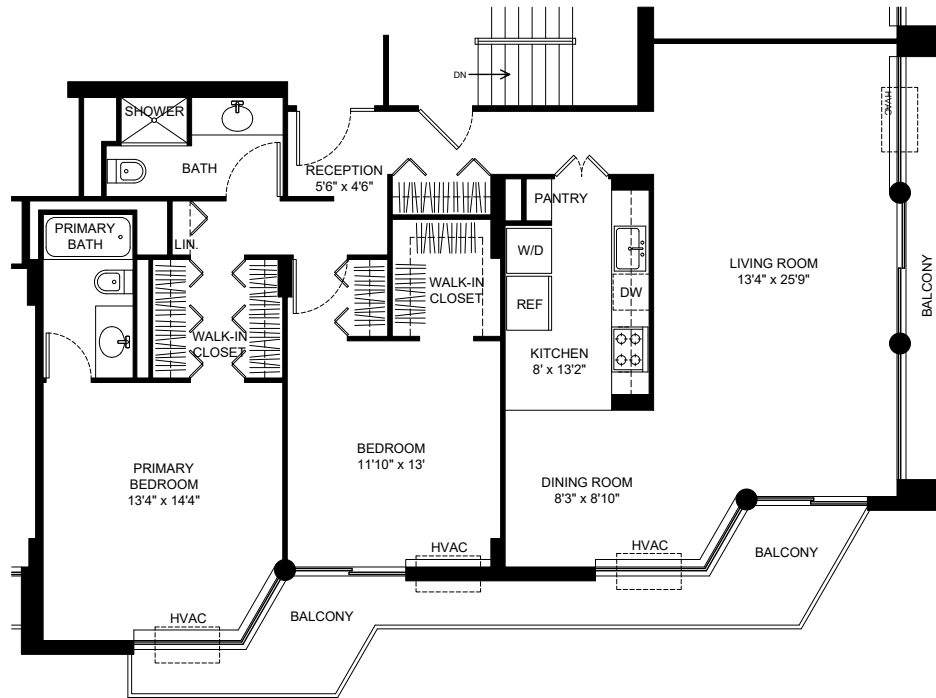 DN
HVAC
SHOWER
BATH
RECEPTION
5'6" x 4'6"
PANTRY
PRIMARY
BATH
LIN.
W/D
LIVING ROOM
13'4" x 25'9"
BALCONY
WALK-IN
CLOSET
REF
DW
WALK-IN
CLOSET
KITCHEN
8' x 13'2"
BEDROOM
11'10" x 13'
PRIMARY
BEDROOM
13'4" x 14'4"
DINING ROOM
8'3" x 8'10"
HVAC
HVAC
BALCONY
HVAC
BALCONY